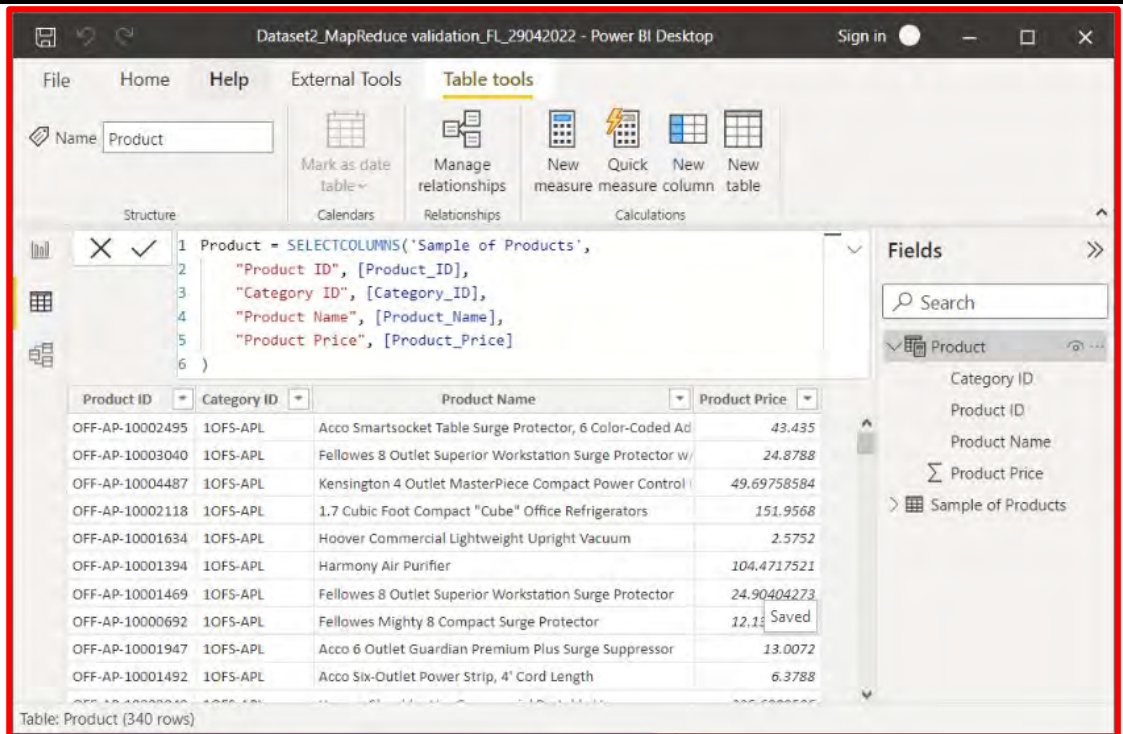 Dataset2_MapReduce validation_FL_29042022 - Power BI Desktop
Sign in
File Home Help External Tools Table tools
Name Product
Mark as date table
Manage relationships
New measure
Quick measure
New column
New table
Structure Calendars Relationships Calculations
1 Product = SELECTCOLUMNS('Sample of Products',
2 "Product ID", [Product_ID],
3 "Category ID", [Category_ID],
4 "Product Name", [Product_Name],
5 "Product Price", [Product_Price]
6 )
Fields
Search
Product
Category ID
Product ID
Product Name
Product Price
Sample of Products
Product ID Category ID Product Name Product Price
OFF-AP-10002495 1OFS-APL Acco Smartsocket Table Surge Protector, 6 Color-Coded Ad 43.435
OFF-AP-10003040 1OFS-APL Fellowes 8 Outlet Superior Workstation Surge Protector w/ 24.8788
OFF-AP-10004487 1OFS-APL Kensington 4 Outlet MasterPiece Compact Power Control 49.69758584
OFF-AP-10002118 1OFS-APL 1.7 Cubic Foot Compact "Cube" Office Refrigerators 151.9568
OFF-AP-10001634 1OFS-APL Hoover Commercial Lightweight Upright Vacuum 2.5752
OFF-AP-10001394 1OFS-APL Harmony Air Purifier 104.4717521
OFF-AP-10001469 1OFS-APL Fellowes 8 Outlet Superior Workstation Surge Protector 24.90404273
OFF-AP-10000692 1OFS-APL Fellowes Mighty 8 Compact Surge Protector Saved
OFF-AP-10001947 1OFS-APL Acco 6 Outlet Guardian Premium Plus Surge Suppressor 13.0072
OFF-AP-10001492 1OFS-APL Acco Six-Outlet Power Strip, 4' Cord Length 6.3788
Table: Product (340 rows)